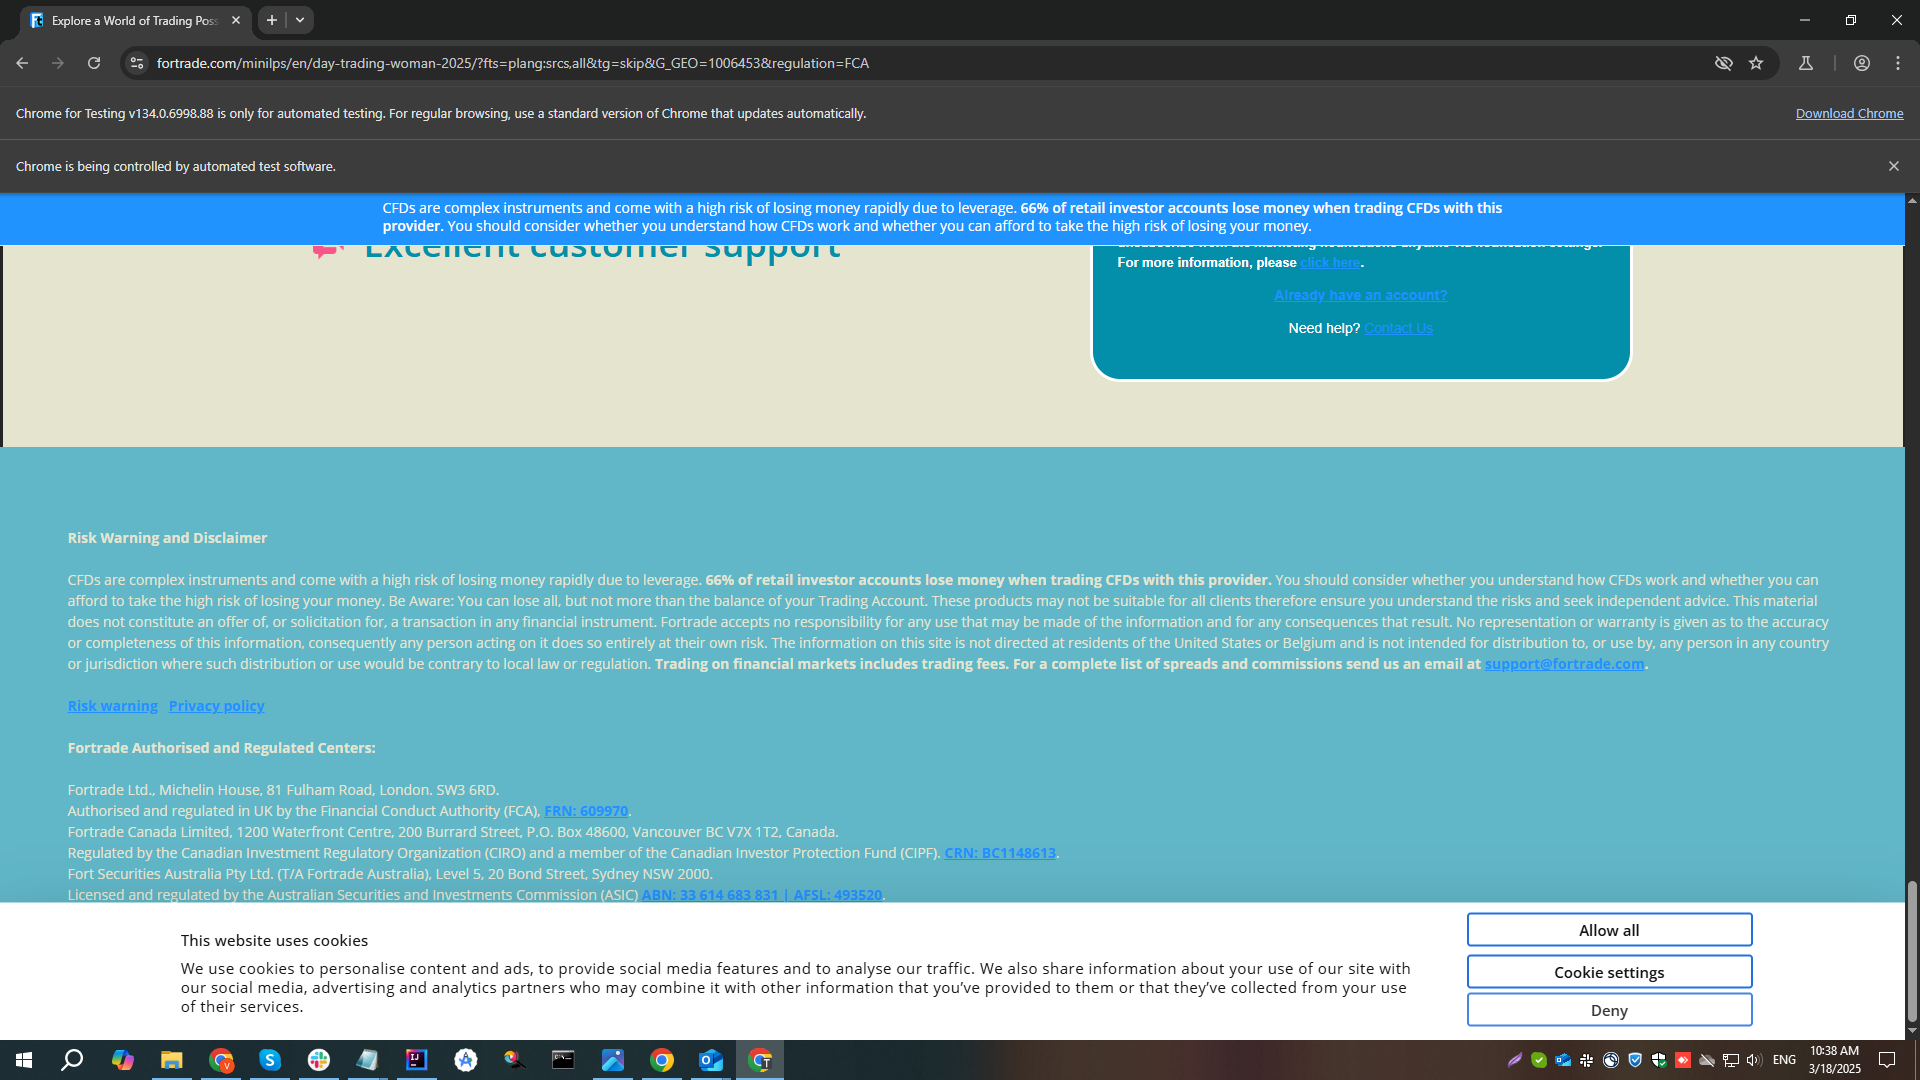 Explore a World of Trading Pos
fortrade.com/minilps/en/day-trading-woman-2025/?fts=plang:srcs,all&tg=skip&G_GEO=1006453&regulation=FCA
Chrome for Testing v134.0.6998.88 is only for automated testing. For regular browsing, use a standard version of Chrome that updates automatically.
Download Chrome
Chrome is being controlled by automated test software.
CFDs are complex instruments and come with a high risk of losing money rapidly due to leverage. 66% of retail investor accounts lose money when trading CFDs with this
provider. You should consider whether you understand how CFDs work and whether you can afford to take the high risk of losing your money.
Excellent customer support
For more information, please click here.
Already have an account?
Need help? Contact Us
Risk Warning and Disclaimer
CFDs are complex instruments and come with a high risk of losing money rapidly due to leverage. 66% of retail investor accounts lose money when trading CFDs with this provider. You should consider whether you understand how CFDs work and whether you can
afford to take the high risk of losing your money. Be Aware: You can lose all, but not more than the balance of your Trading Account. These products may not be suitable for all clients therefore ensure you understand the risks and seek independent advice. This material
does not constitute an offer of, or solicitation for, a transaction in any financial instrument. Fortrade accepts no responsibility for any use that may be made of the information and for any consequences that result. No representation or warranty is given as to the accuracy
or completeness of this information, consequently any person acting on it does so entirely at their own risk. The information on this site is not directed at residents of the United States or Belgium and is not intended for distribution to, or use by, any person in any country
or jurisdiction where such distribution or use would be contrary to local law or regulation. Trading on financial markets includes trading fees. For a complete list of spreads and commissions send us an email at support@fortrade.com.
Risk warning Privacy policy
Fortrade Authorised and Regulated Centers:
Fortrade Ltd., Michelin House, 81 Fulham Road, London. SW3 6RD.
Authorised and regulated in UK by the Financial Conduct Authority (FCA), FRN: 609970.
Fortrade Canada Limited, 1200 Waterfront Centre, 200 Burrard Street, P.O. Box 48600, Vancouver BC V7X 1T2, Canada.
Regulated by the Canadian Investment Regulatory Organization (CIRO) and a member of the Canadian Investor Protection Fund (CIPF). CRN: BC1148613.
Fort Securities Australia Pty Ltd. (T/A Fortrade Australia), Level 5, 20 Bond Street, Sydney NSW 2000.
Licensed and regulated by the Australian Securities and Investments Commission (ASIC) ABN: 33 614 683 831 | AFSL: 493520.
This website uses cookies
We use cookies to personalise content and ads, to provide social media features and to analyse our traffic. We also share information about your use of our site with
our social media, advertising and analytics partners who may combine it with other information that you've provided to them or that they've collected from your use
of their services.
Allow all
Cookie settings
Deny
ENG
10:38 AM
3/18/2025